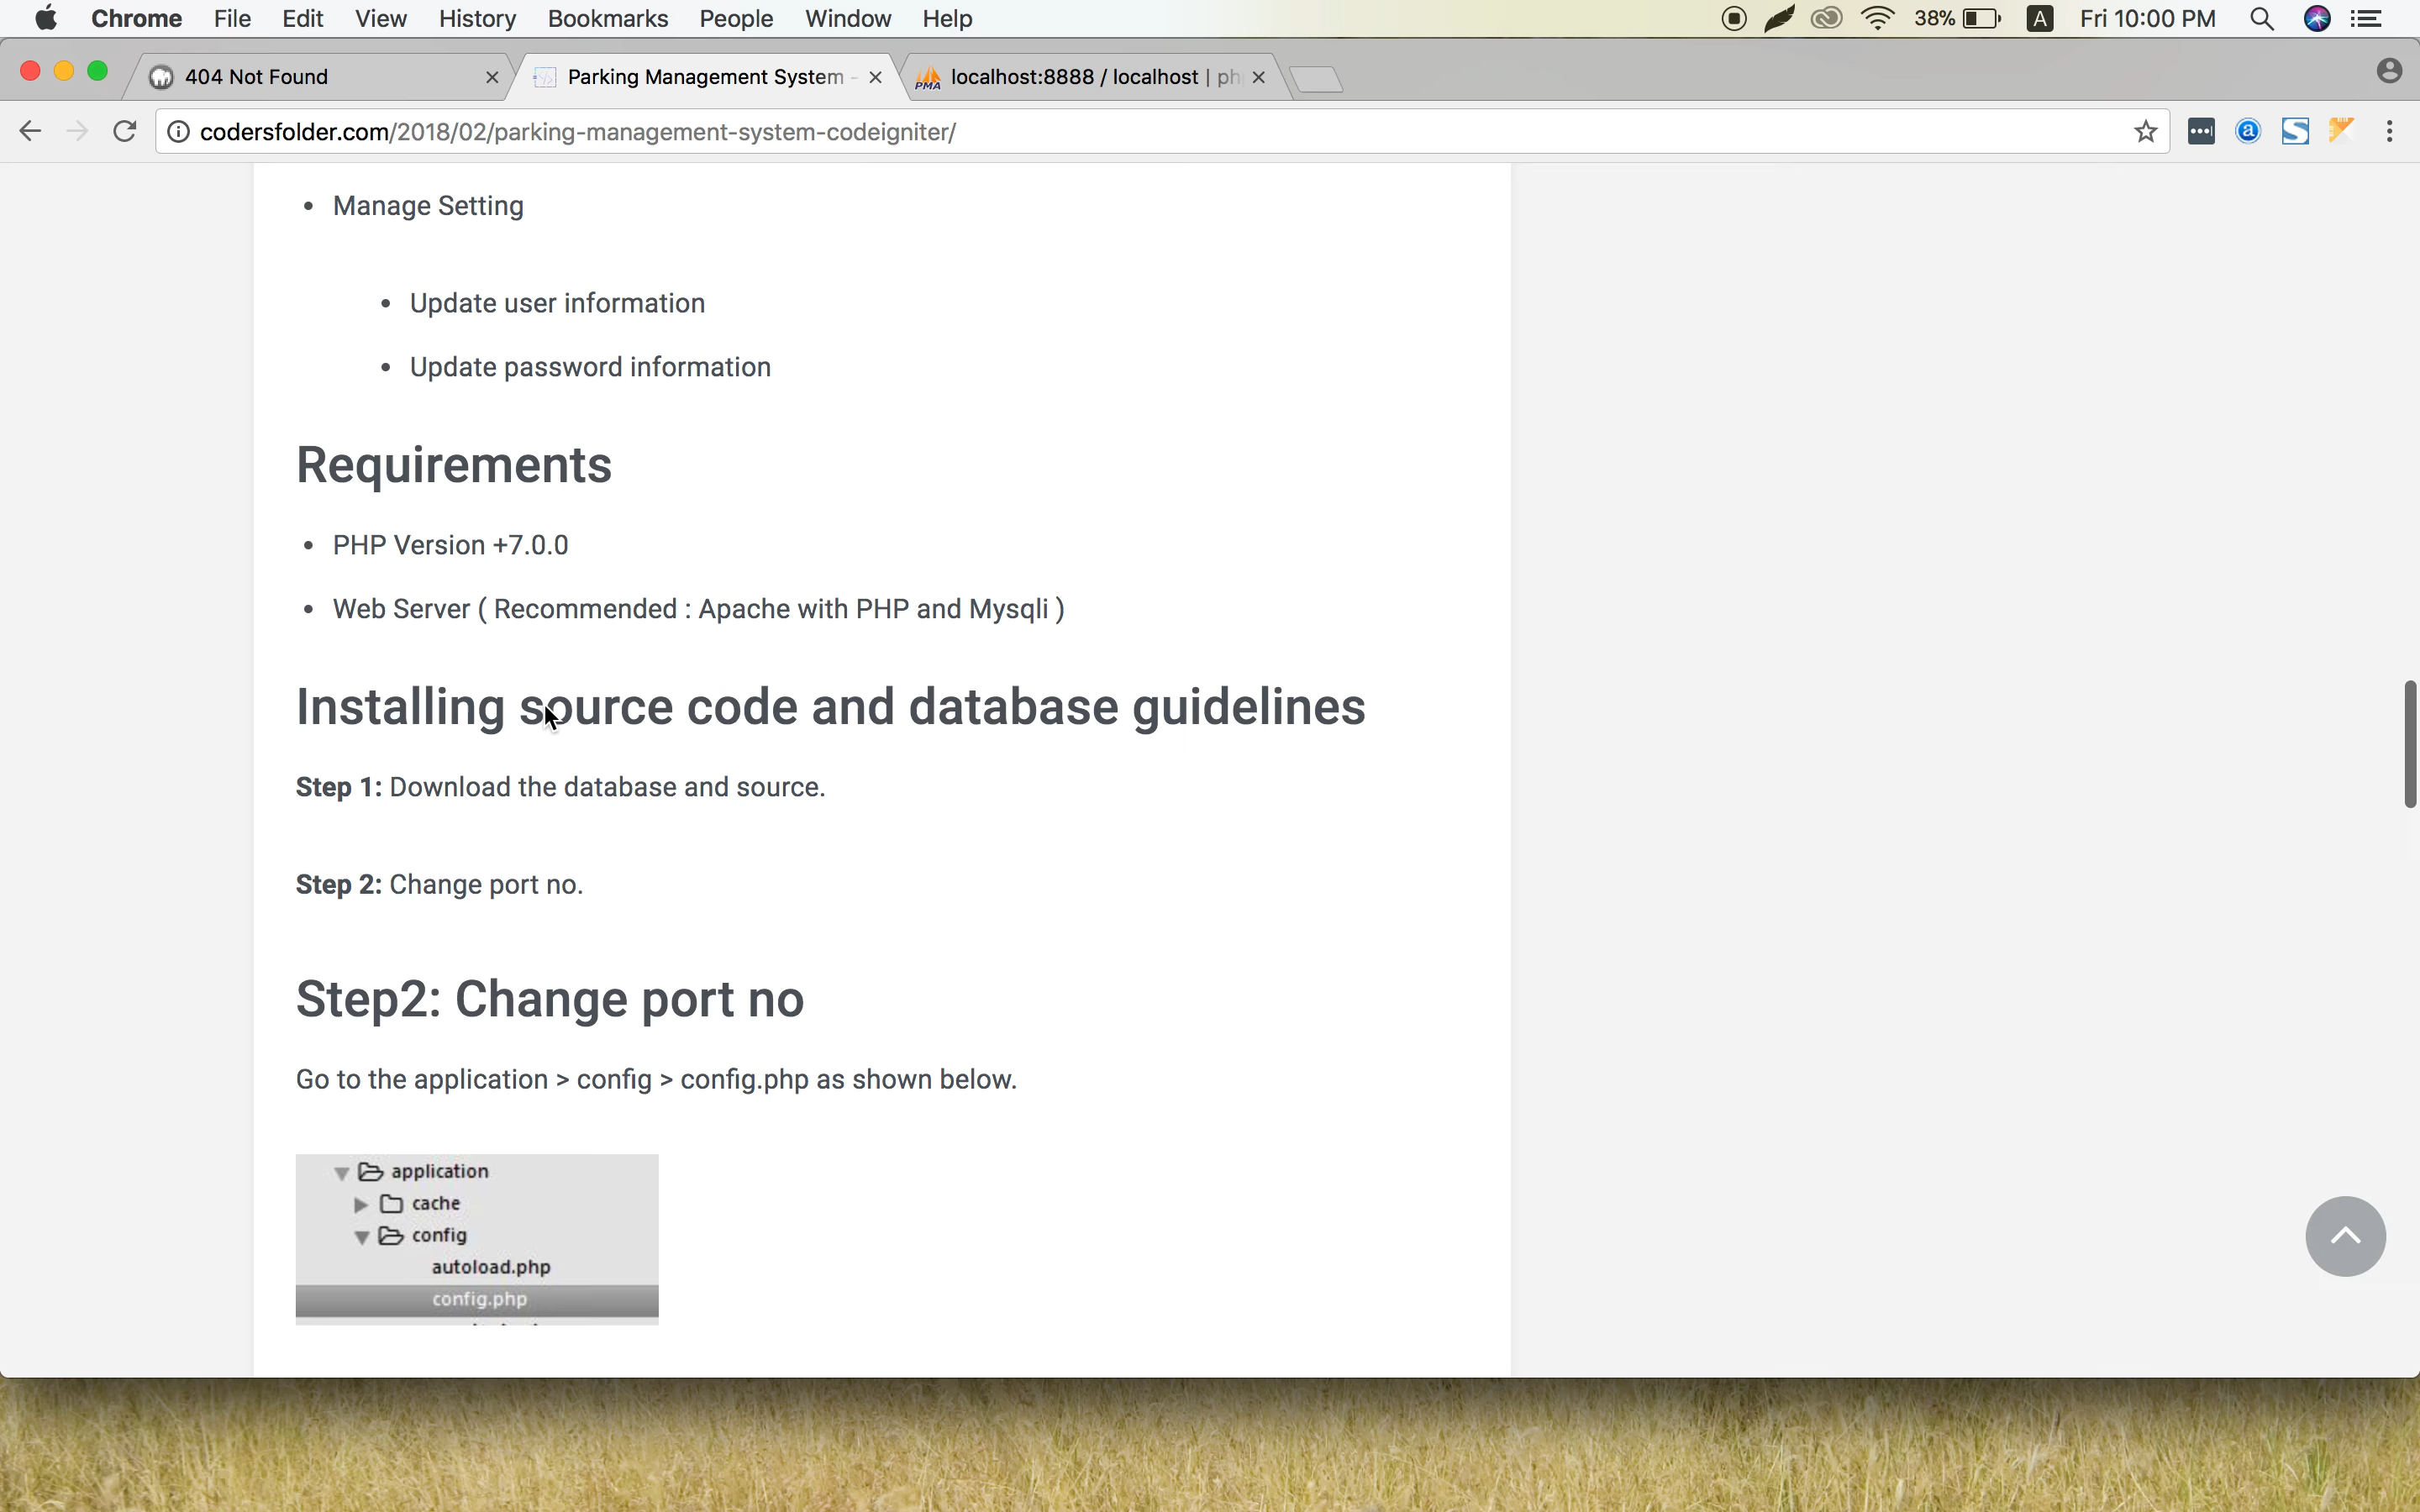 Chrome File Edit View History Bookmarks People Window Help 38% A Fri 10:00 PM
404 Not Found Parking Management System - PMA localhost:8888 / localhost | ph
codersfolder.com/2018/02/parking-management-system-codeigniter/
• Manage Setting
• Update user information
• Update password information
Requirements
• PHP Version +7.0.0
• Web Server ( Recommended : Apache with PHP and Mysqli )
Installing source code and database guidelines
Step 1: Download the database and source.
Step 2: Change port no.
Step2: Change port no
Go to the application > config > config.php as shown below.
application
cache
config
autoload.php
config.php